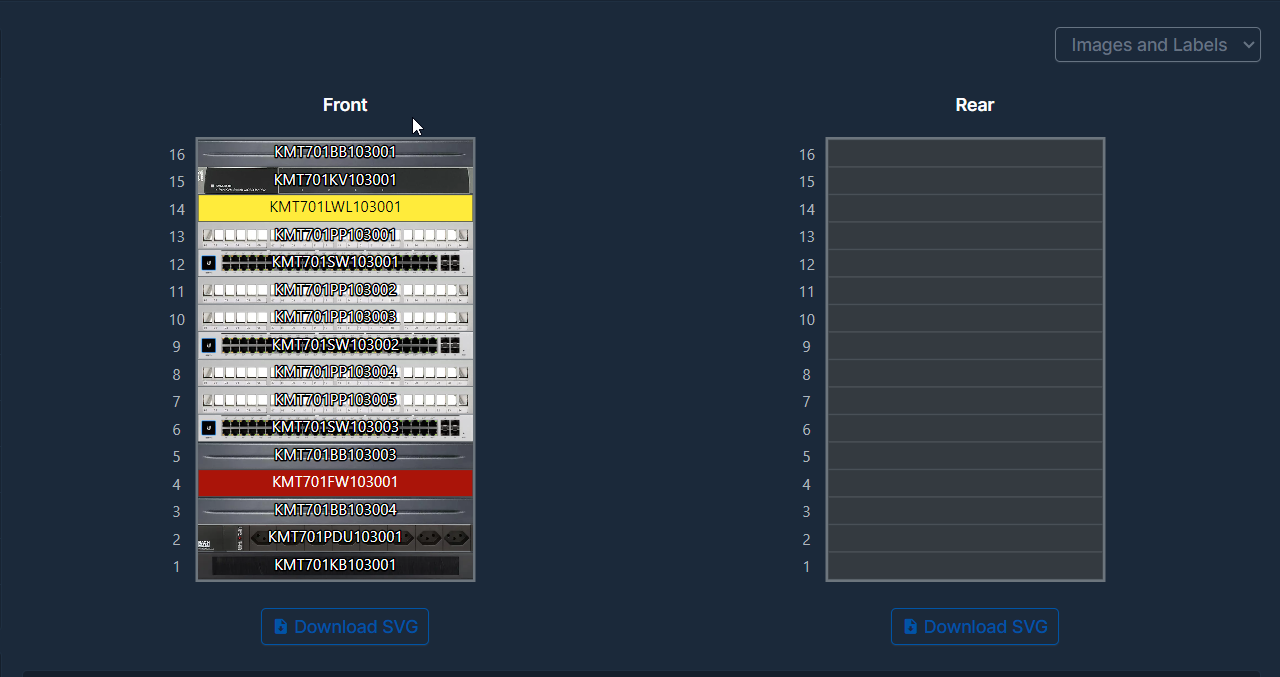 Images and Labels
Front
Rear
16 KMT701BB103001
15 KMT701KV103001
14 KMT701LWL103001
13 KMT701PP103001
12 KMT701SW103001
11 KMT701PP103002
10 KMT701PP103003
9 KMT701SW103002
8 KMT701PP103004
7 KMT701PP103005
6 KMT701SW103003
5 KMT701BB103003
4 KMT701FW103001
3 KMT701BB103004
2 KMT701PDU103001
1 KMT701KB103001
16
15
14
13
12
11
10
9
8
7
6
5
4
3
2
1
Download SVG
Download SVG